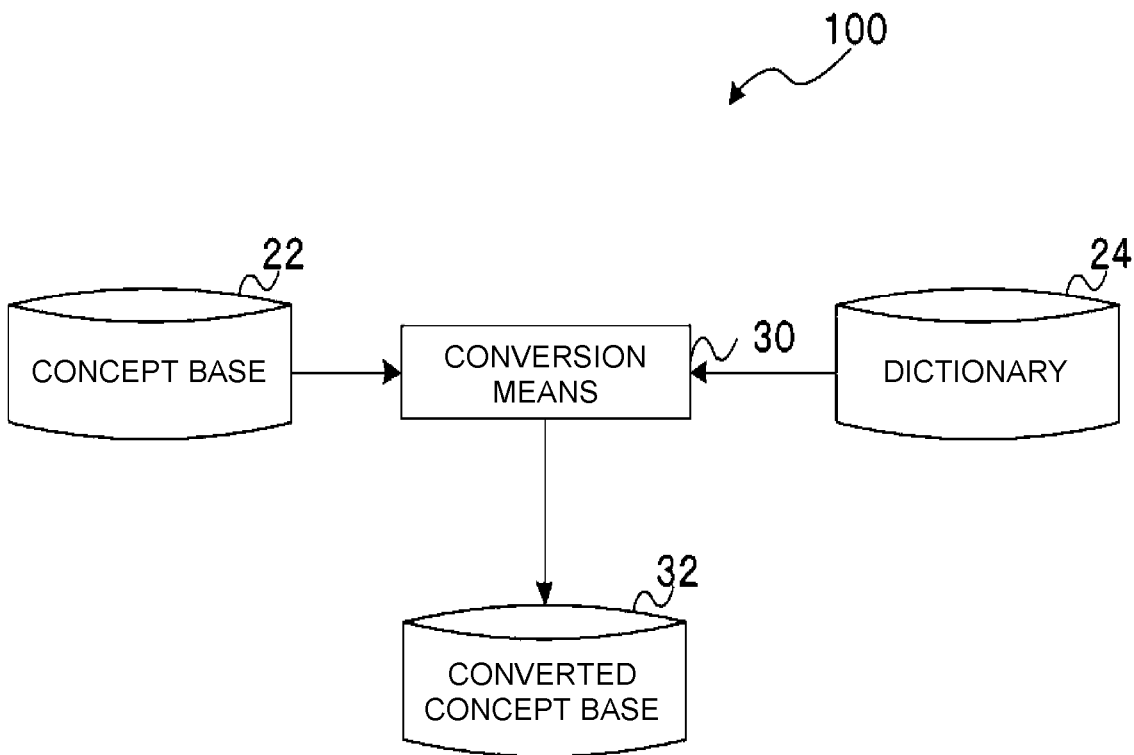 100
22
24
CONCEPT BASE
CONVERSION
MEANS
30
DICTIONARY
32
CONVERTED
CONCEPT BASE